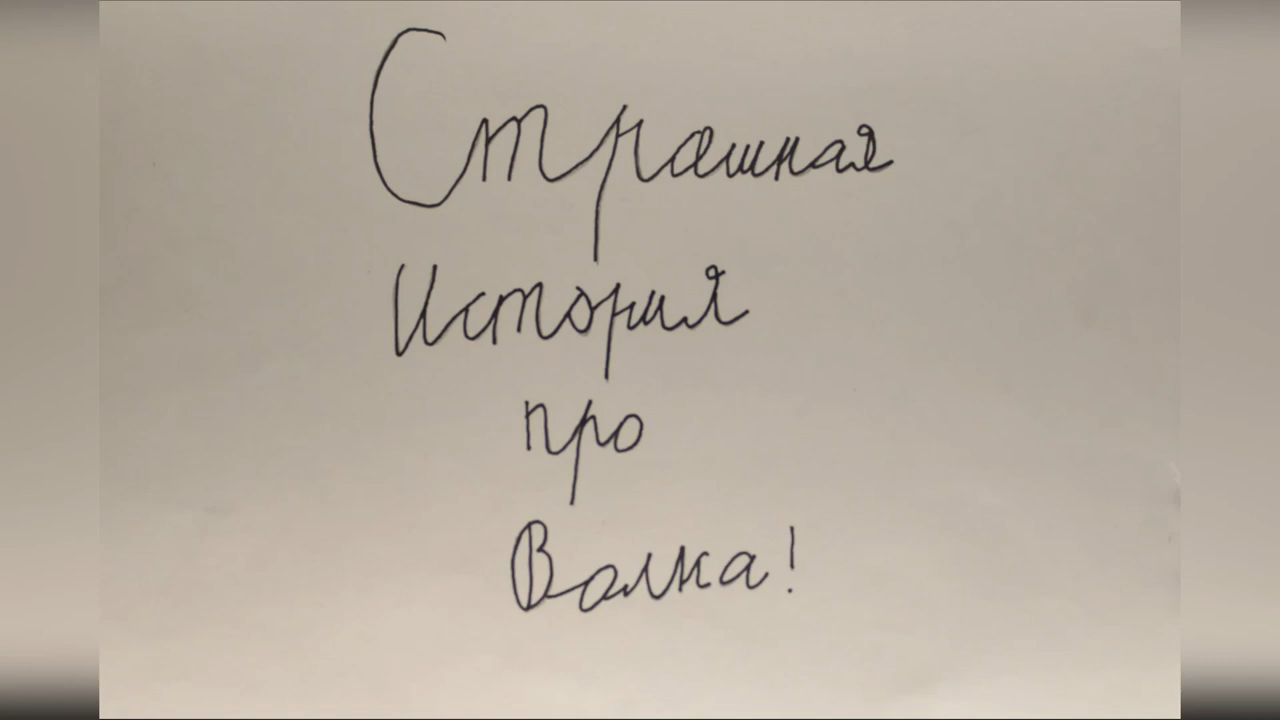 Страшная
История
про
Волка!